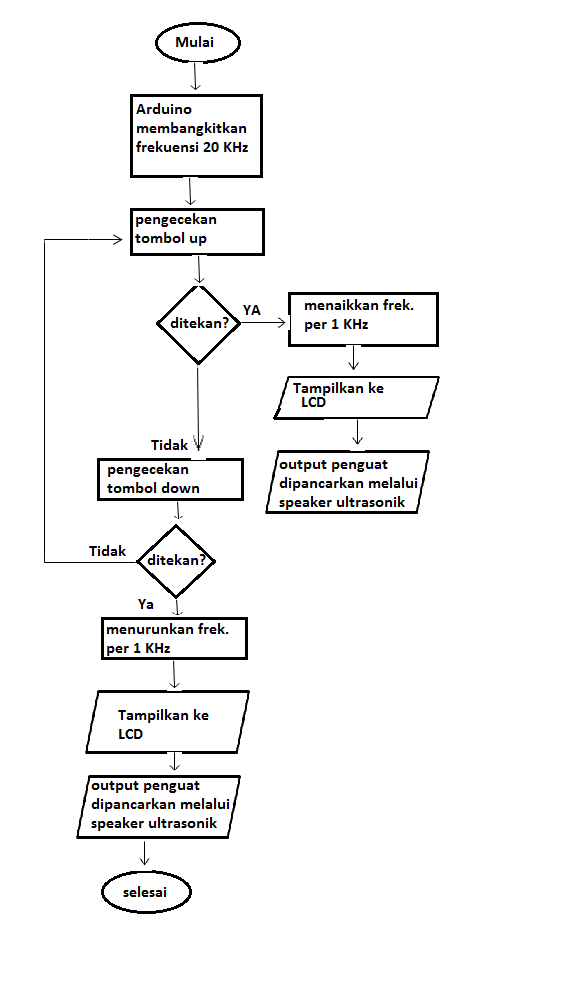 Mulai
Arduino
membangkitkan
frekuensi 20 KHz
pengecekan
tombol up
ditekan?
YA
menaikkan frek.
per 1 KHz
Tampilkan ke
LCD
output penguat
dipancarkan melalui
speaker ultrasonik
Tidak
pengecekan
tombol down
Tidak
ditekan?
Ya
menurunkan frek.
per 1 KHz
Tampilkan ke
LCD
output penguat
dipancarkan melalui
speaker ultrasonik
selesai